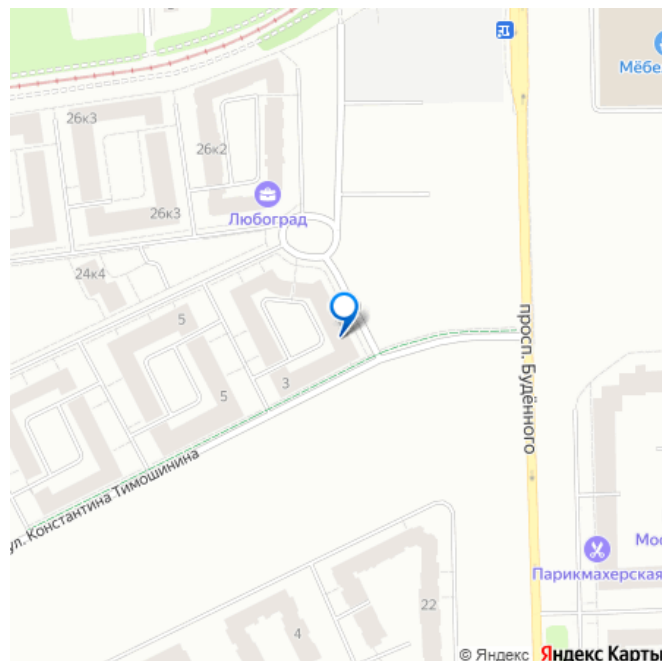 Мёбе
26к3
26к2
26к3
Любоград
24к4
5
3
5
просп. Будённого
ул. Константина Тимошинина
Мос
Парикмахерская
22
4
© Яндекс Яндекс Карты